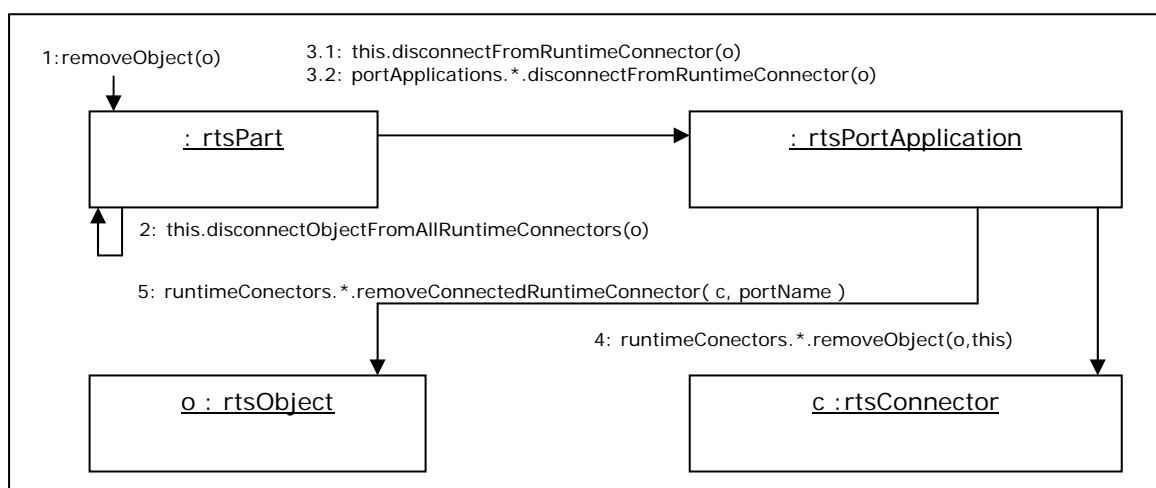 1:removeObject(o)
3.1: this.disconnectFromRuntimeConnector(o)
3.2: portApplications.*.disconnectFromRuntimeConnector(o)
: rtsPart
: rtsPortApplication
2: this.disconnectObjectFromAllRuntimeConnectors(o)
5: runtimeConectors.*.removeConnectedRuntimeConnector( c, portName )
4: runtimeConectors.*.removeObject(o,this)
o : rtsObject
c :rtsConnector